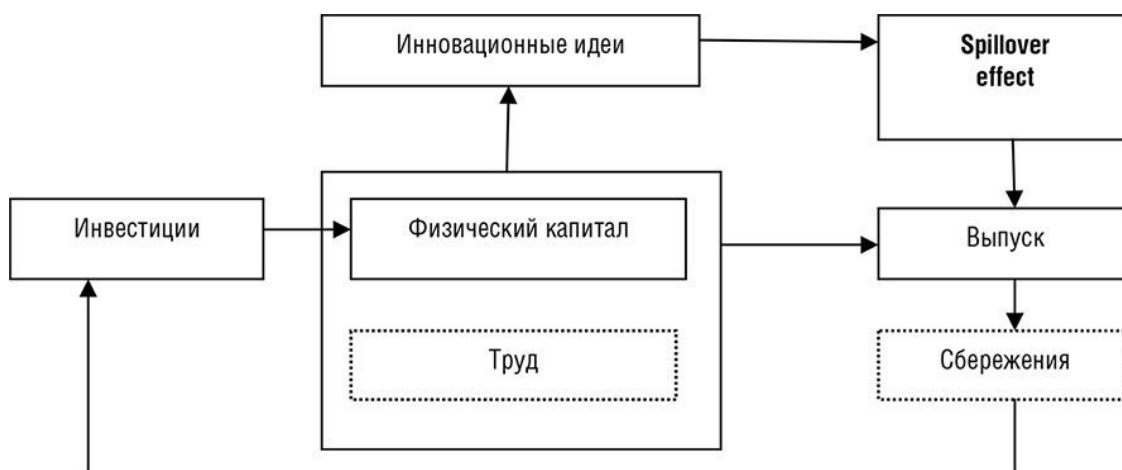 Инновационные идеи
Spillover
effect
Инвестиции
Физический капитал
Выпуск
Труд
Сбережения